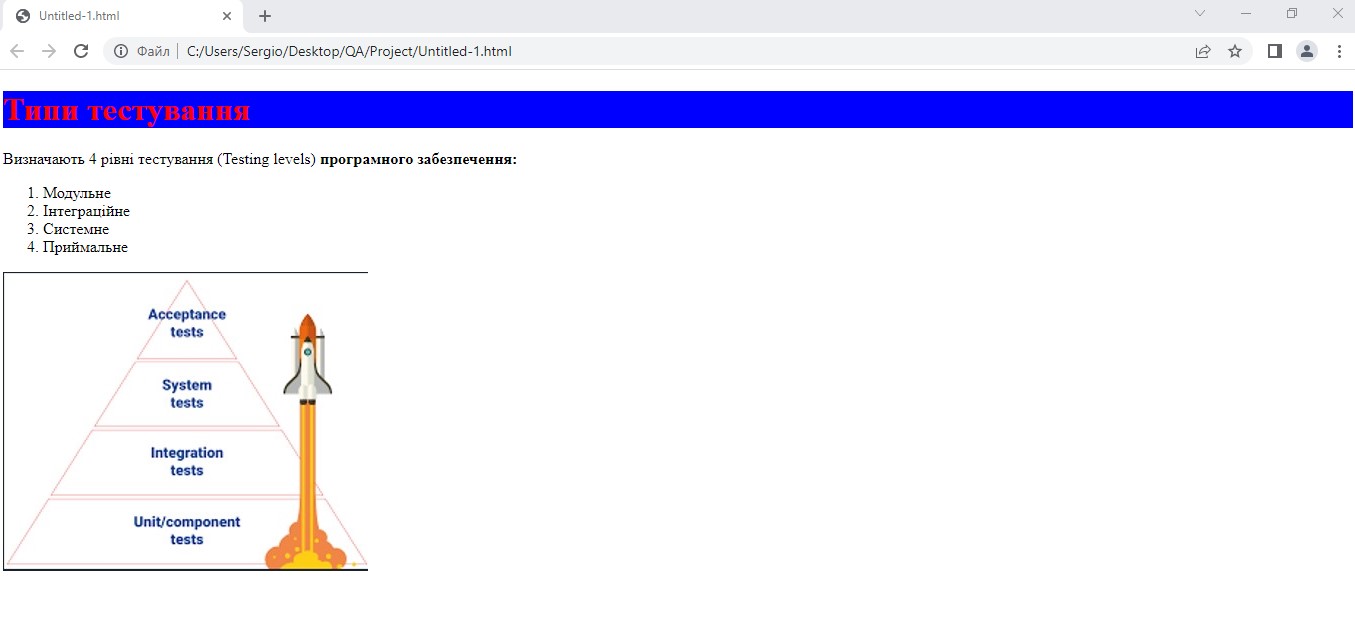 Untitled-1.html
Файл C:/Users/Sergio/Desktop/QA/Project/Untitled-1.html
Типи тестування
Визначають 4 рівні тестування (Testing levels) програмного забезпечення:
1. Модульне
2. Інтеграційне
3. Системне
4. Приймальне
Acceptance
tests
System
tests
Integration
tests
Unit/component
tests